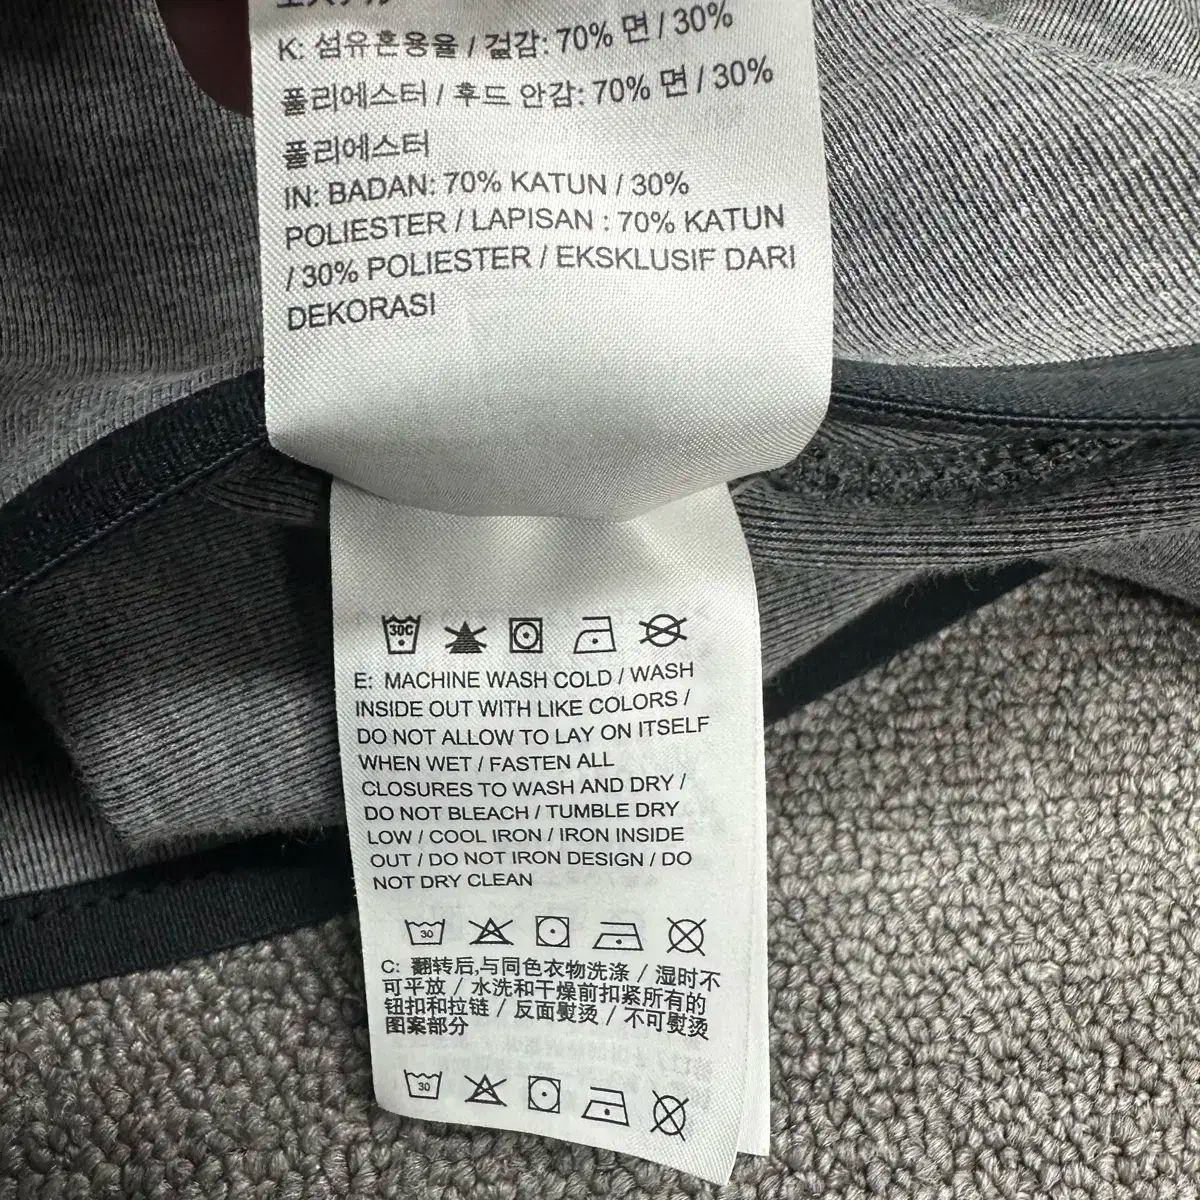 K: 섬유혼용율 / 겉감: 70% 면 / 30%
폴리에스터 / 후드 안감: 70% 면 / 30%
폴리에스터
IN: BADAN: 70% KATUN / 30%
POLIESTER / LAPISAN : 70% KATUN
/ 30% POLIESTER / EKSKLUSIF DARI
DEKORASI
30C
E: MACHINE WASH COLD / WASH
INSIDE OUT WITH LIKE COLORS /
DO NOT ALLOW TO LAY ON ITSELF
WHEN WET / FASTEN ALL
CLOSURES TO WASH AND DRY /
DO NOT BLEACH / TUMBLE DRY
LOW / COOL IRON / IRON INSIDE
OUT / DO NOT IRON DESIGN / DO
NOT DRY CLEAN
30
C: 翻转后,与同色衣物洗涤 / 湿时不
可平放 / 水洗和干燥前扣紧所有的
钮扣和拉链 / 反面熨烫 / 不可熨烫
图案部分
30